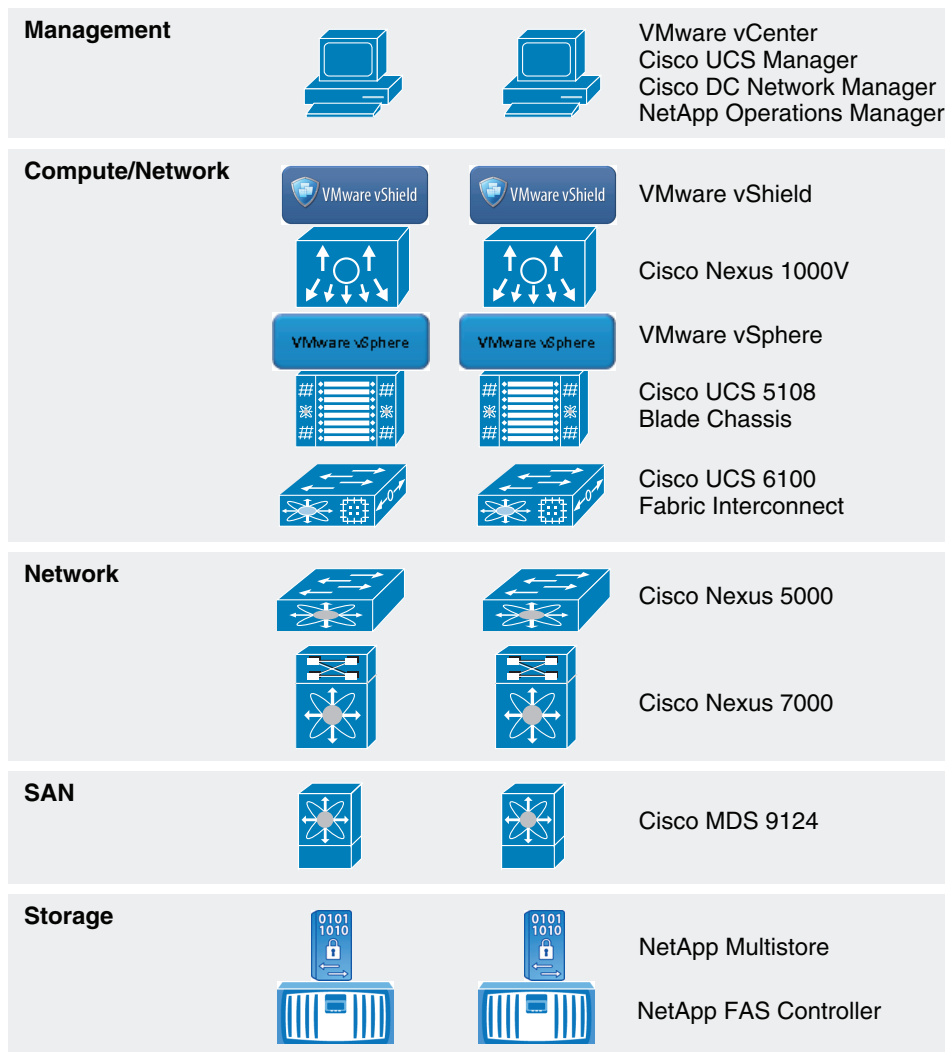 Management
VMware vCenter
Cisco UCS Manager
Cisco DC Network Manager
NetApp Operations Manager
Compute/Network
VMware vShield
VMware vShield
VMware vShield
Cisco Nexus 1000V
VMware vSphere
VMware vSphere
VMware vSphere
Cisco UCS 5108
Blade Chassis
Cisco UCS 6100
Fabric Interconnect
Network
Cisco Nexus 5000
Cisco Nexus 7000
SAN
Cisco MDS 9124
Storage
0101
1010
0101
1010
NetApp Multistore
NetApp FAS Controller